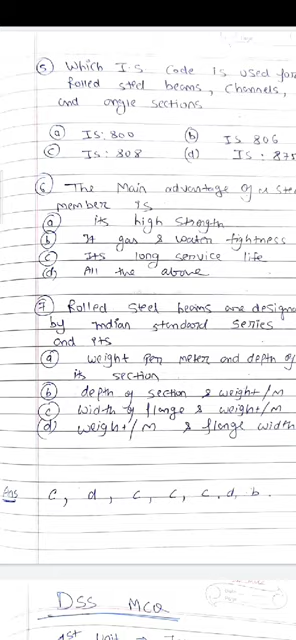 ⑤ Which I.S Code is used for
Rolled steel beams, Channels,
and angle sections
ⓐ IS:800 ⓑ IS 806
ⓒ IS:808 (d) IS:875
⑥ The Main advantage of a ste
member is
ⓐ its high strength
ⓑ It gas & water tightness
ⓒ Its long service life
ⓓ All the above
⑦ Rolled steel beams are designa
by Indian standard series
and its
ⓐ weight per meter and depth of
its section
ⓑ depth of section & weight/M
ⓒ Width of flange & weight/M
ⓓ weight/M & flange width
Ans c, d, c, c, c, d, b.
DSS MCQ
1st Unit